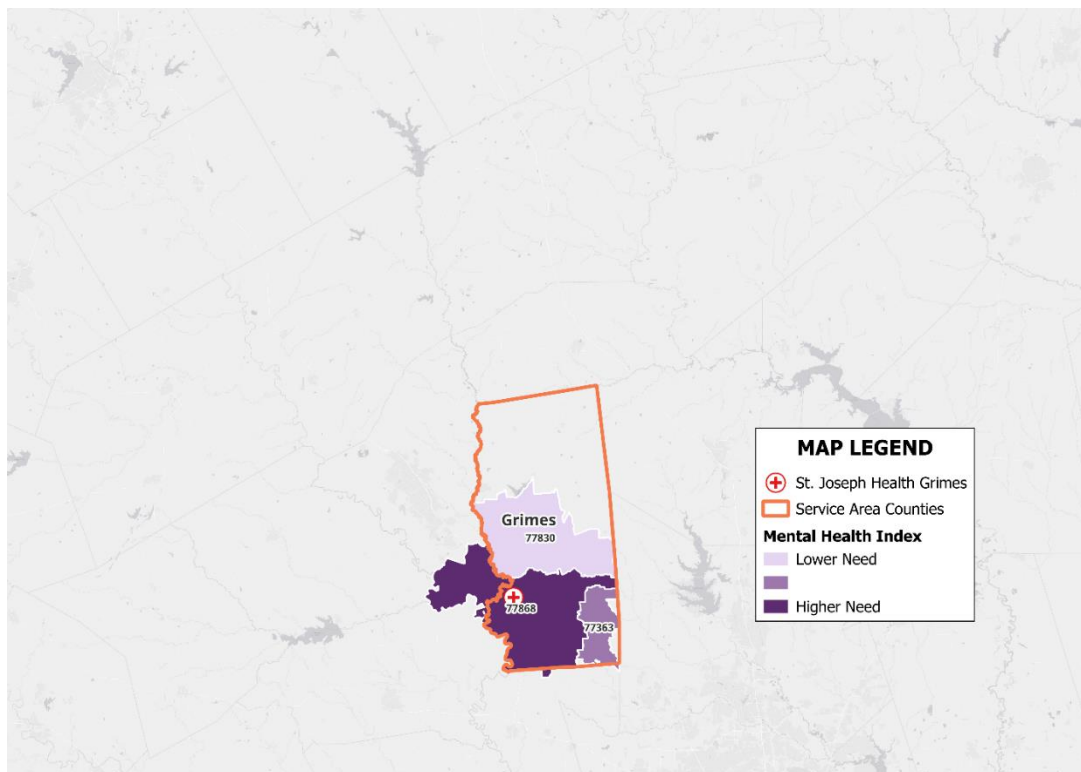 Grimes
77830
77868
77363
MAP LEGEND
St. Joseph Health Grimes
Service Area Counties
Mental Health Index
Lower Need
Higher Need